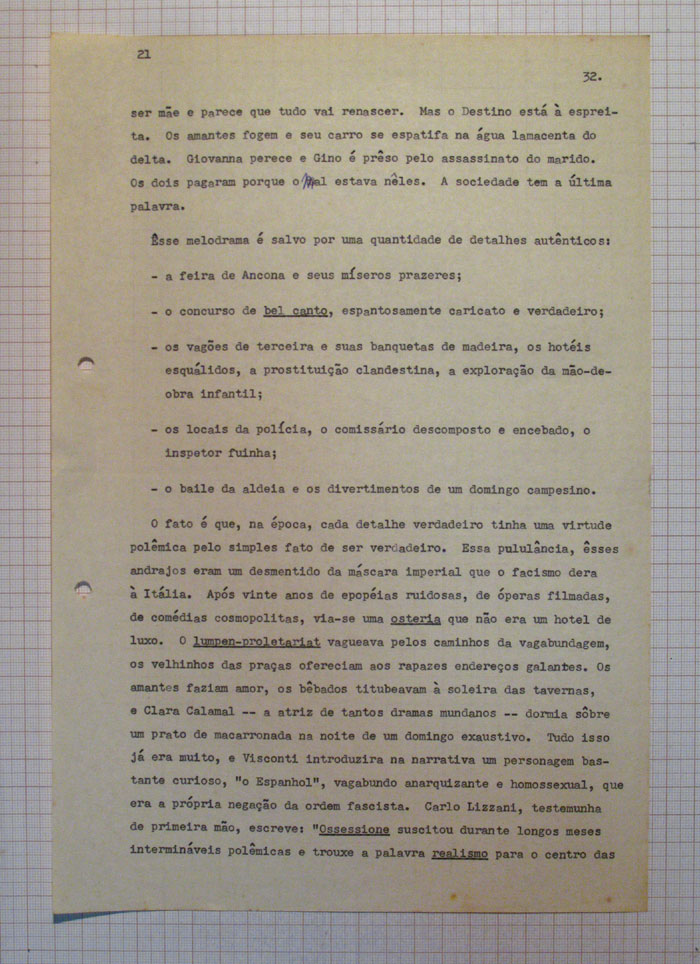 21
32.
ser mãe e parece que tudo vai renascer. Mas o Destino está à esprei-
ta. Os amantes fogem e seu carro se espatifa na água lamacenta do
delta. Giovanna perece e Gino é prêso pelo assassinato do marido.
Os dois pagaram porque o Mal estava nêles. A sociedade tem a última
palavra.
Êsse melodrama é salvo por uma quantidade de detalhes autênticos:
- a feira de Ancona e seus míseros prazeres;
- o concurso de bel canto, espantosamente caricato e verdadeiro;
- os vagões de terceira e suas banquetas de madeira, os hotéis
esquálidos, a prostituição clandestina, a exploração da mão-de-
obra infantil;
- os locais da polícia, o comissário descomposto e encebado, o
inspetor fuinha;
- o baile da aldeia e os divertimentos de um domingo campesino.
O fato é que, na época, cada detalhe verdadeiro tinha uma virtude
polêmica pelo simples fato de ser verdadeiro. Essa pululância, êsses
andrajos eram um desmentido da máscara imperial que o facismo dera
à Itália. Após vinte anos de epopéias ruidosas, de óperas filmadas,
de comédias cosmopolitas, via-se uma osteria que não era um hotel de
luxo. O lumpen-proletariat vagueava pelos caminhos da vagabundagem,
os velhinhos das praças ofereciam aos rapazes endereços galantes. Os
amantes faziam amor, os bêbados titubeavam à soleira das tavernas,
e Clara Calamal -- a atriz de tantos dramas mundanos -- dormia sôbre
um prato de macarronada na noite de um domingo exaustivo. Tudo isso
já era muito, e Visconti introduzira na narrativa um personagem bas-
tante curioso, "o Espanhol", vagabundo anarquizante e homossexual, que
era a própria negação da ordem fascista. Carlo Lizzani, testemunha
de primeira mão, escreve: "Ossessione suscitou durante longos meses
intermináveis polêmicas e trouxe a palavra realismo para o centro das